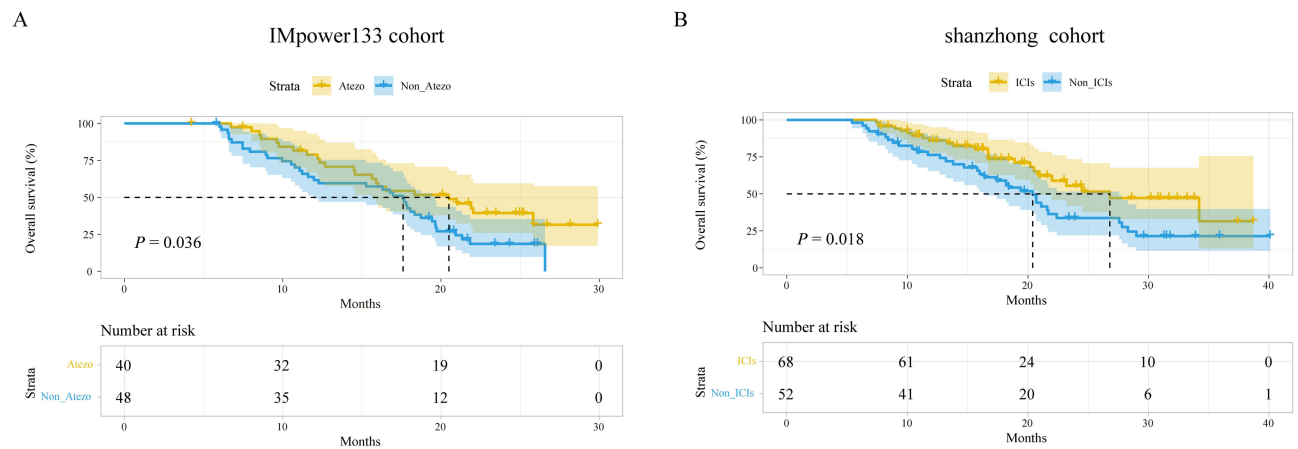 A
IMpower133 cohort
Strata Atezo Non_Atezo
Overall survival (%)
100
75
50
25
0
P = 0.036
0 10 20 30
Months
Number at risk
Strata
Atezo 40 32 19 0
Non_Atezo 48 35 12 0
0 10 20 30
Months
B
shanzhong cohort
Strata ICIs Non_ICIs
Overall survival (%)
100
75
50
25
0
P = 0.018
0 10 20 30 40
Months
Number at risk
Strata
ICIs 68 61 24 10 0
Non_ICIs 52 41 20 6 1
0 10 20 30 40
Months